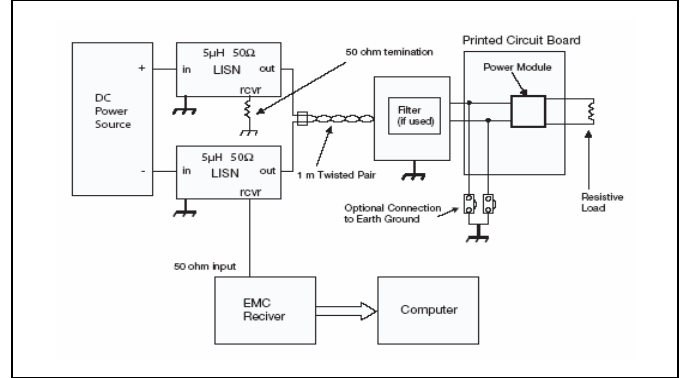 Printed Circuit Board
Power Module
50 ohm temination
5µH 50Ω
in LISN out
rcvr
+
DC
Power
Source
-
5µH 50Ω
in LISN out
rcvr
1 m Twisted Pair
Filter
(if used)
Optional Connection
to Earth Ground
Resistive
Load
50 ohm input
EMC
Reciver
Computer